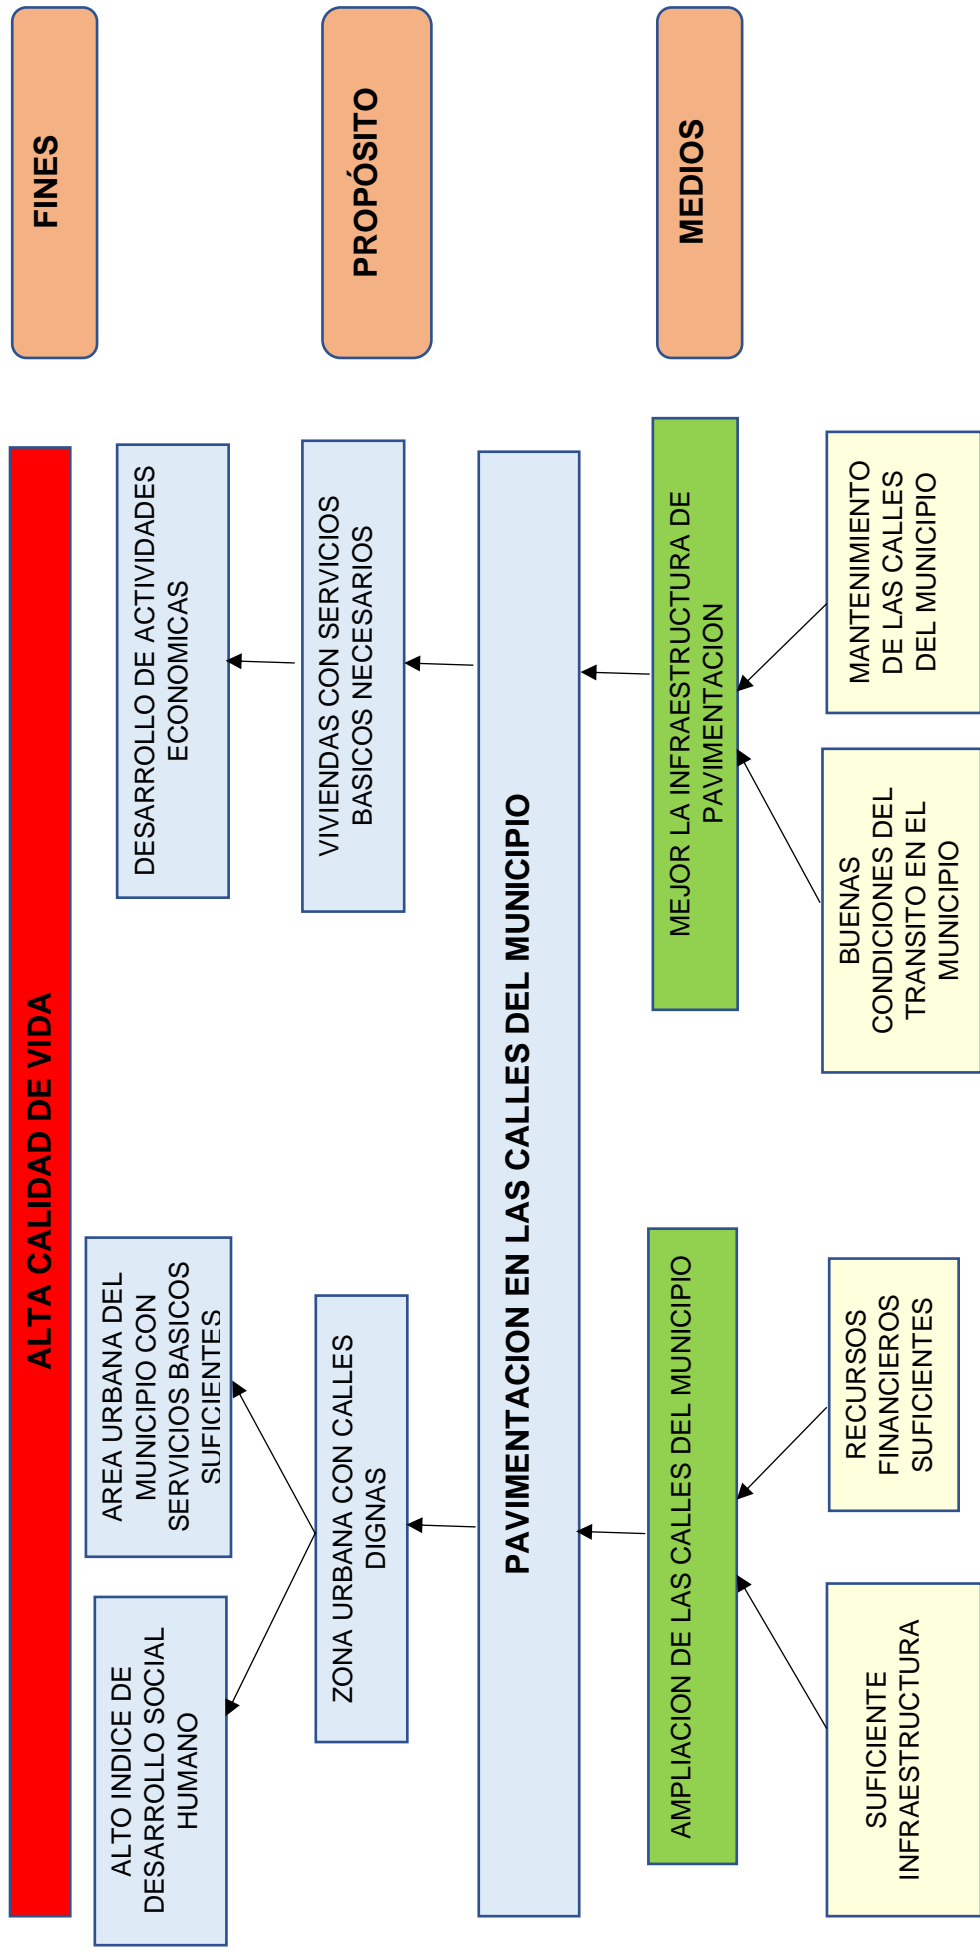 ALTA CALIDAD DE VIDA
FINES
ALTO INDICE DE
DESARROLLO SOCIAL
HUMANO
AREA URBANA DEL
MUNICIPIO CON
SERVICIOS BASICOS
SUFICIENTES
DESARROLLO DE ACTIVIDADES
ECONOMICAS
ZONA URBANA CON CALLES
DIGNAS
VIVIENDAS CON SERVICIOS
BASICOS NECESARIOS
PROPÓSITO
PAVIMENTACION EN LAS CALLES DEL MUNICIPIO
AMPLIACION DE LAS CALLES DEL MUNICIPIO
MEJOR LA INFRAESTRUCTURA DE
PAVIMENTACION
MEDIOS
SUFICIENTE
INFRAESTRUCTURA
RECURSOS
FINANCIEROS
SUFICIENTES
BUENAS
CONDICIONES DEL
TRANSITO EN EL
MUNICIPIO
MANTENIMIENTO
DE LAS CALLES
DEL MUNICIPIO